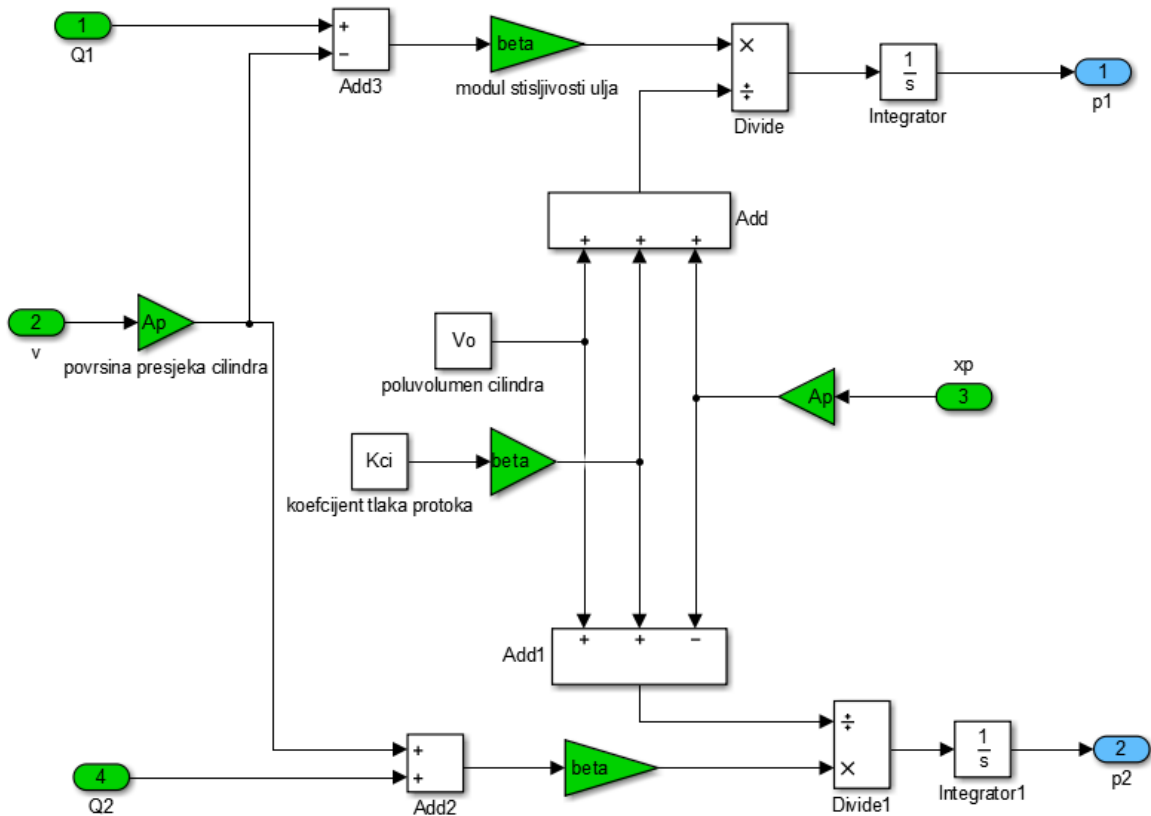 1
Q1
+
−
Add3
beta
modul stisljivosti ulja
×
÷
Divide
1
s
Integrator
1
p1
Add
+ + +
2
v
Ap
povrsina presjeka cilindra
Vo
poluvolumen cilindra
xp
3
Ap
Kci
beta
koefcijent tlaka protoka
Add1
+ + −
4
Q2
+
+
Add2
beta
÷
×
Divide1
1
s
Integrator1
2
p2